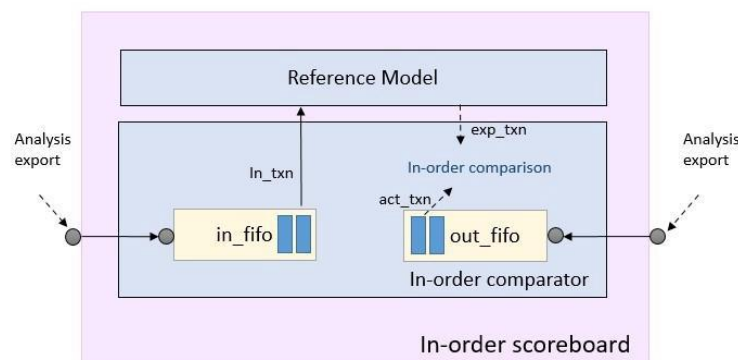 Reference Model
Analysis
export
exp_txn
Analysis
export
In_txn
In-order comparison
act_txn
in_fifo
out_fifo
In-order comparator
In-order scoreboard